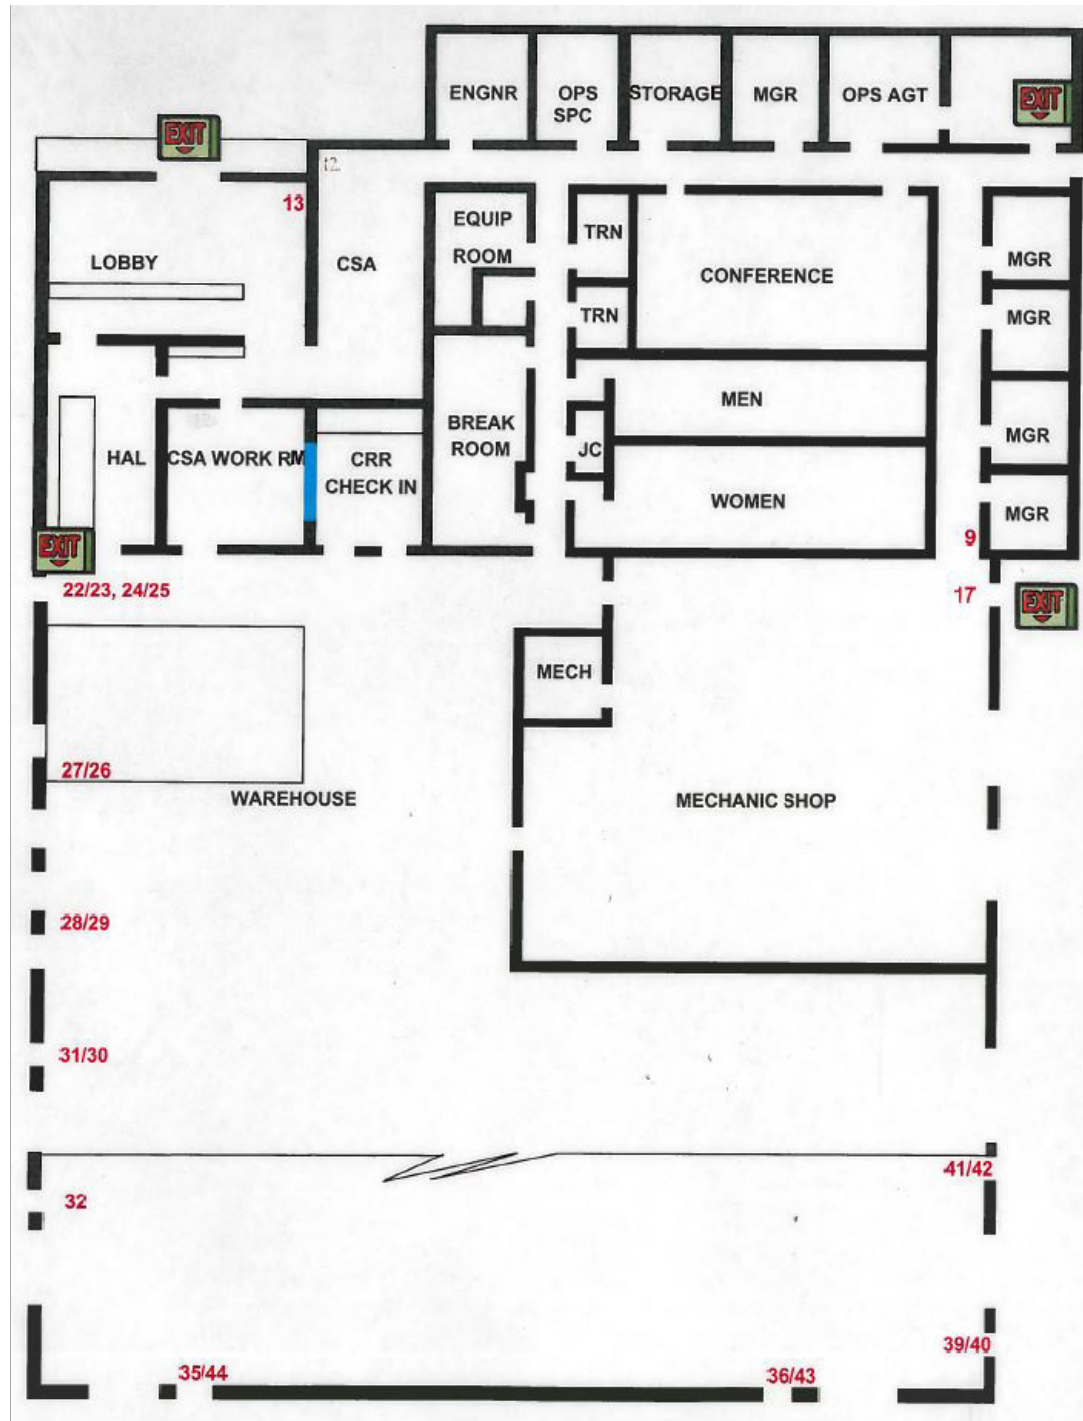 ENGNR
OPS
SPC
STORAGE
MGR
OPS AGT
EXIT
EXIT
12
13
LOBBY
CSA
EQUIP
ROOM
TRN
TRN
CONFERENCE
MGR
MGR
MEN
BREAK
ROOM
MGR
HAL
CSA WORK RM
CRR
CHECK IN
JC
WOMEN
MGR
EXIT
9
22/23, 24/25
17
EXIT
MECH
27/26
WAREHOUSE
MECHANIC SHOP
28/29
31/30
41/42
32
39/40
35/44
36/43